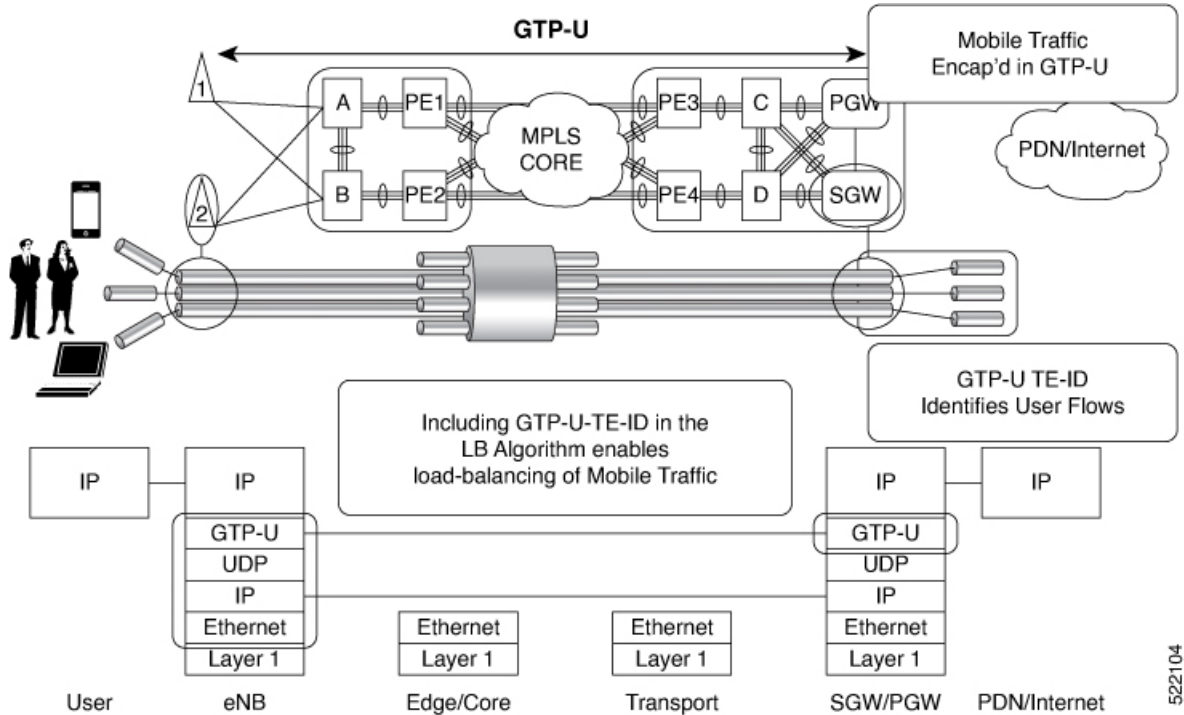 GTP-U
Mobile Traffic
Encap'd in GTP-U
1
A
PE1
PE3
C
PGW
MPLS
CORE
PDN/Internet
2
B
PE2
PE4
D
SGW
GTP-U TE-ID
Identifies User Flows
Including GTP-U-TE-ID in the
LB Algorithm enables
load-balancing of Mobile Traffic
IP
IP
IP
IP
GTP-U
GTP-U
UDP
UDP
IP
IP
Ethernet
Ethernet
Ethernet
Ethernet
Layer 1
Layer 1
Layer 1
Layer 1
User
eNB
Edge/Core
Transport
SGW/PGW
PDN/Internet
522104